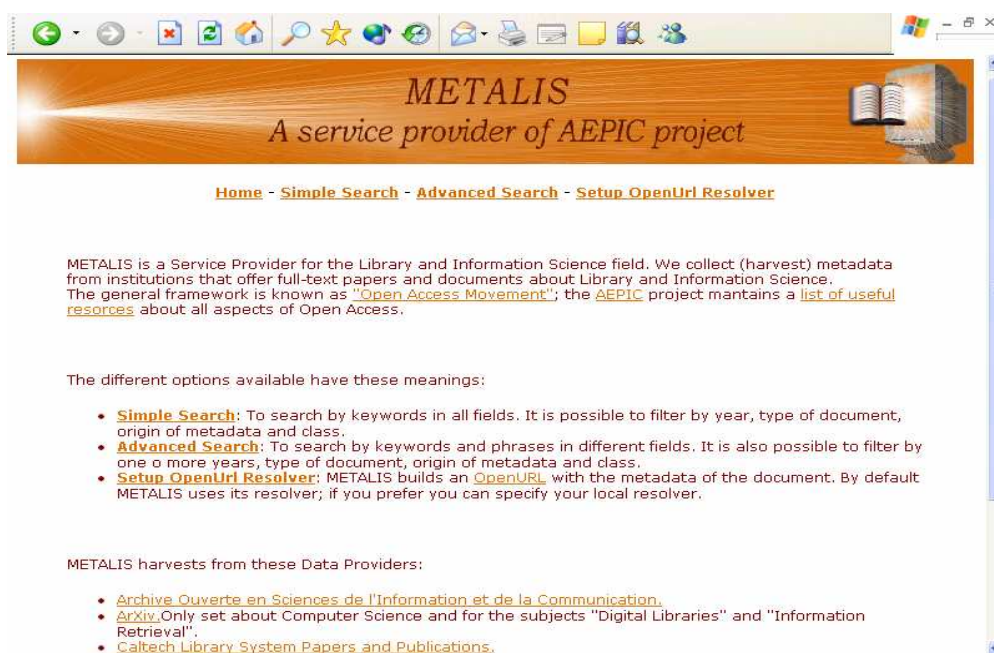 METALIS
A service provider of AEPIC project
Home - Simple Search - Advanced Search - Setup OpenUrl Resolver
METALIS is a Service Provider for the Library and Information Science field. We collect (harvest) metadata
from institutions that offer full-text papers and documents about Library and Information Science.
The general framework is known as "Open Access Movement"; the AEPIC project mantains a list of useful
resorces about all aspects of Open Access.
The different options available have these meanings:
• Simple Search: To search by keywords in all fields. It is possible to filter by year, type of document,
origin of metadata and class.
• Advanced Search: To search by keywords and phrases in different fields. It is also possible to filter by
one o more years, type of document, origin of metadata and class.
• Setup OpenUrl Resolver: METALIS builds an OpenURL with the metadata of the document. By default
METALIS uses its resolver; if you prefer you can specify your local resolver.
METALIS harvests from these Data Providers:
• Archive Ouverte en Sciences de l'Information et de la Communication.
• ArXiv.Only set about Computer Science and for the subjects "Digital Libraries" and "Information
Retrieval".
• Caltech Library System Papers and Publications.